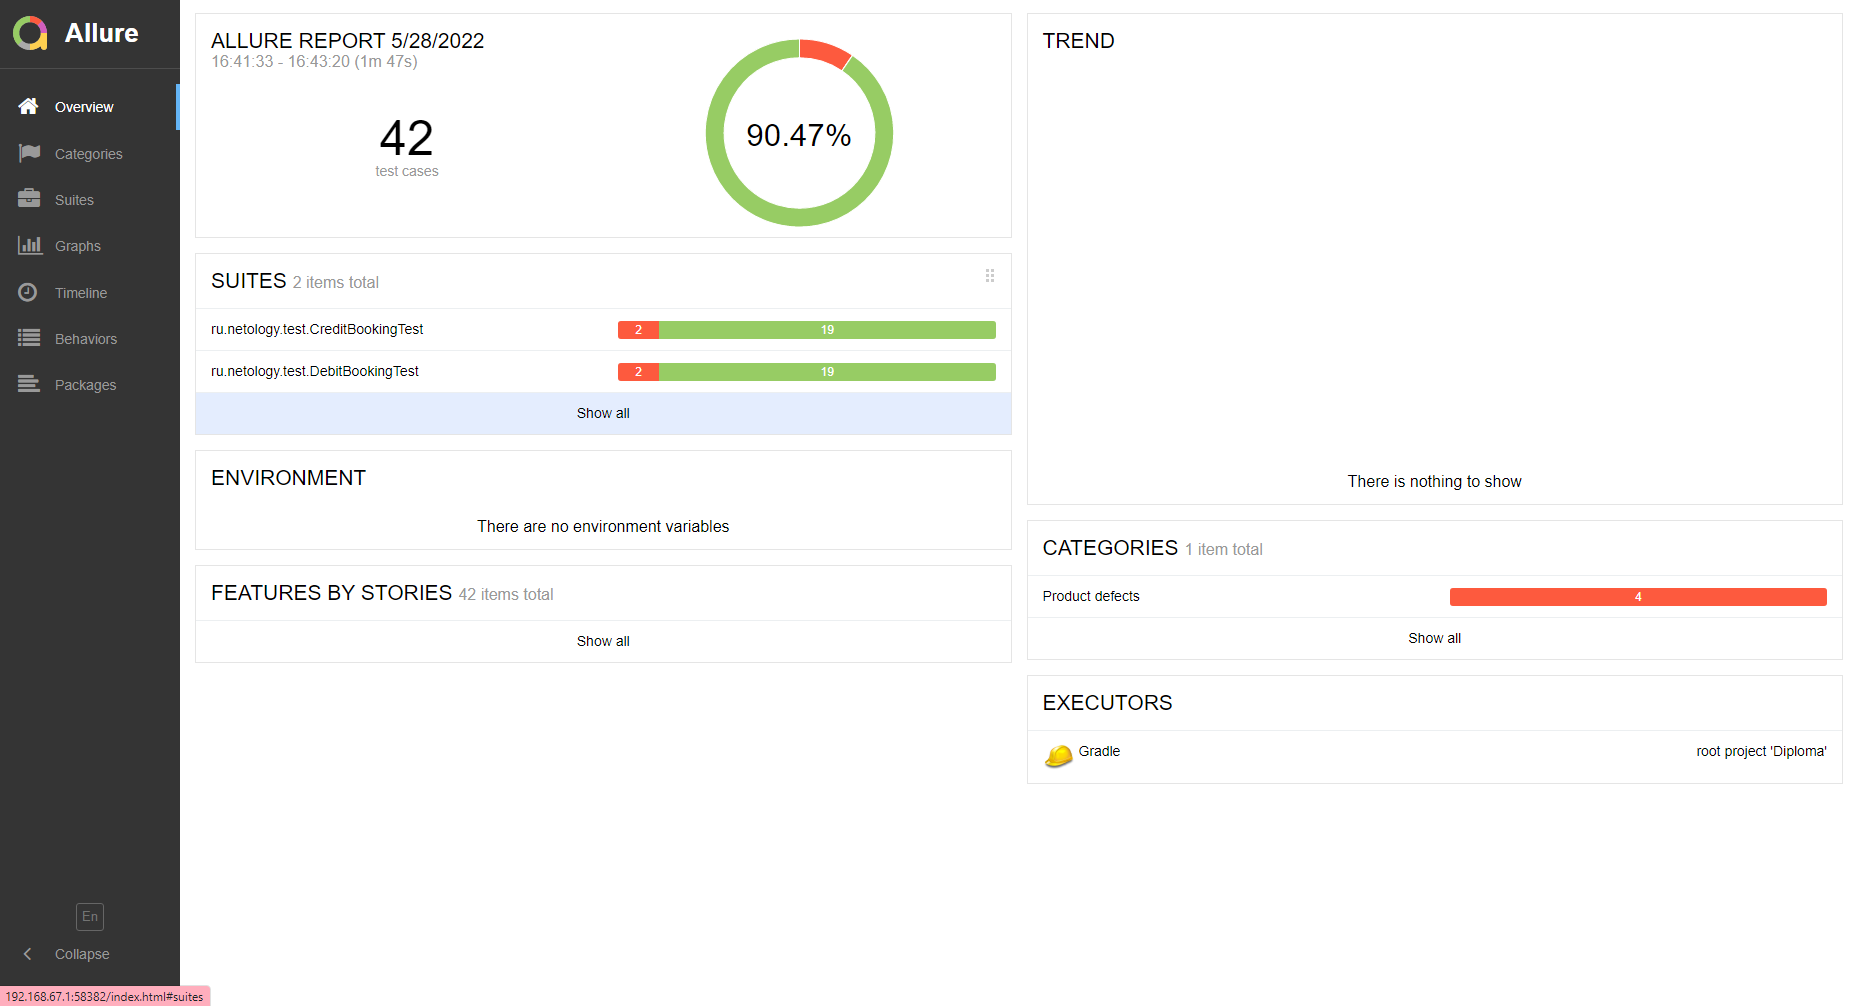 Allure
Overview
Categories
Suites
Graphs
Timeline
Behaviors
Packages
En
Collapse
192.168.67.1:58382/index.html#suites
ALLURE REPORT 5/28/2022
16:41:33 - 16:43:20 (1m 47s)
42
test cases
90.47%
SUITES 2 items total
ru.netology.test.CreditBookingTest 2 19
ru.netology.test.DebitBookingTest 2 19
Show all
ENVIRONMENT
There are no environment variables
FEATURES BY STORIES 42 items total
Show all
TREND
There is nothing to show
CATEGORIES 1 item total
Product defects 4
Show all
EXECUTORS
Gradle root project 'Diploma'